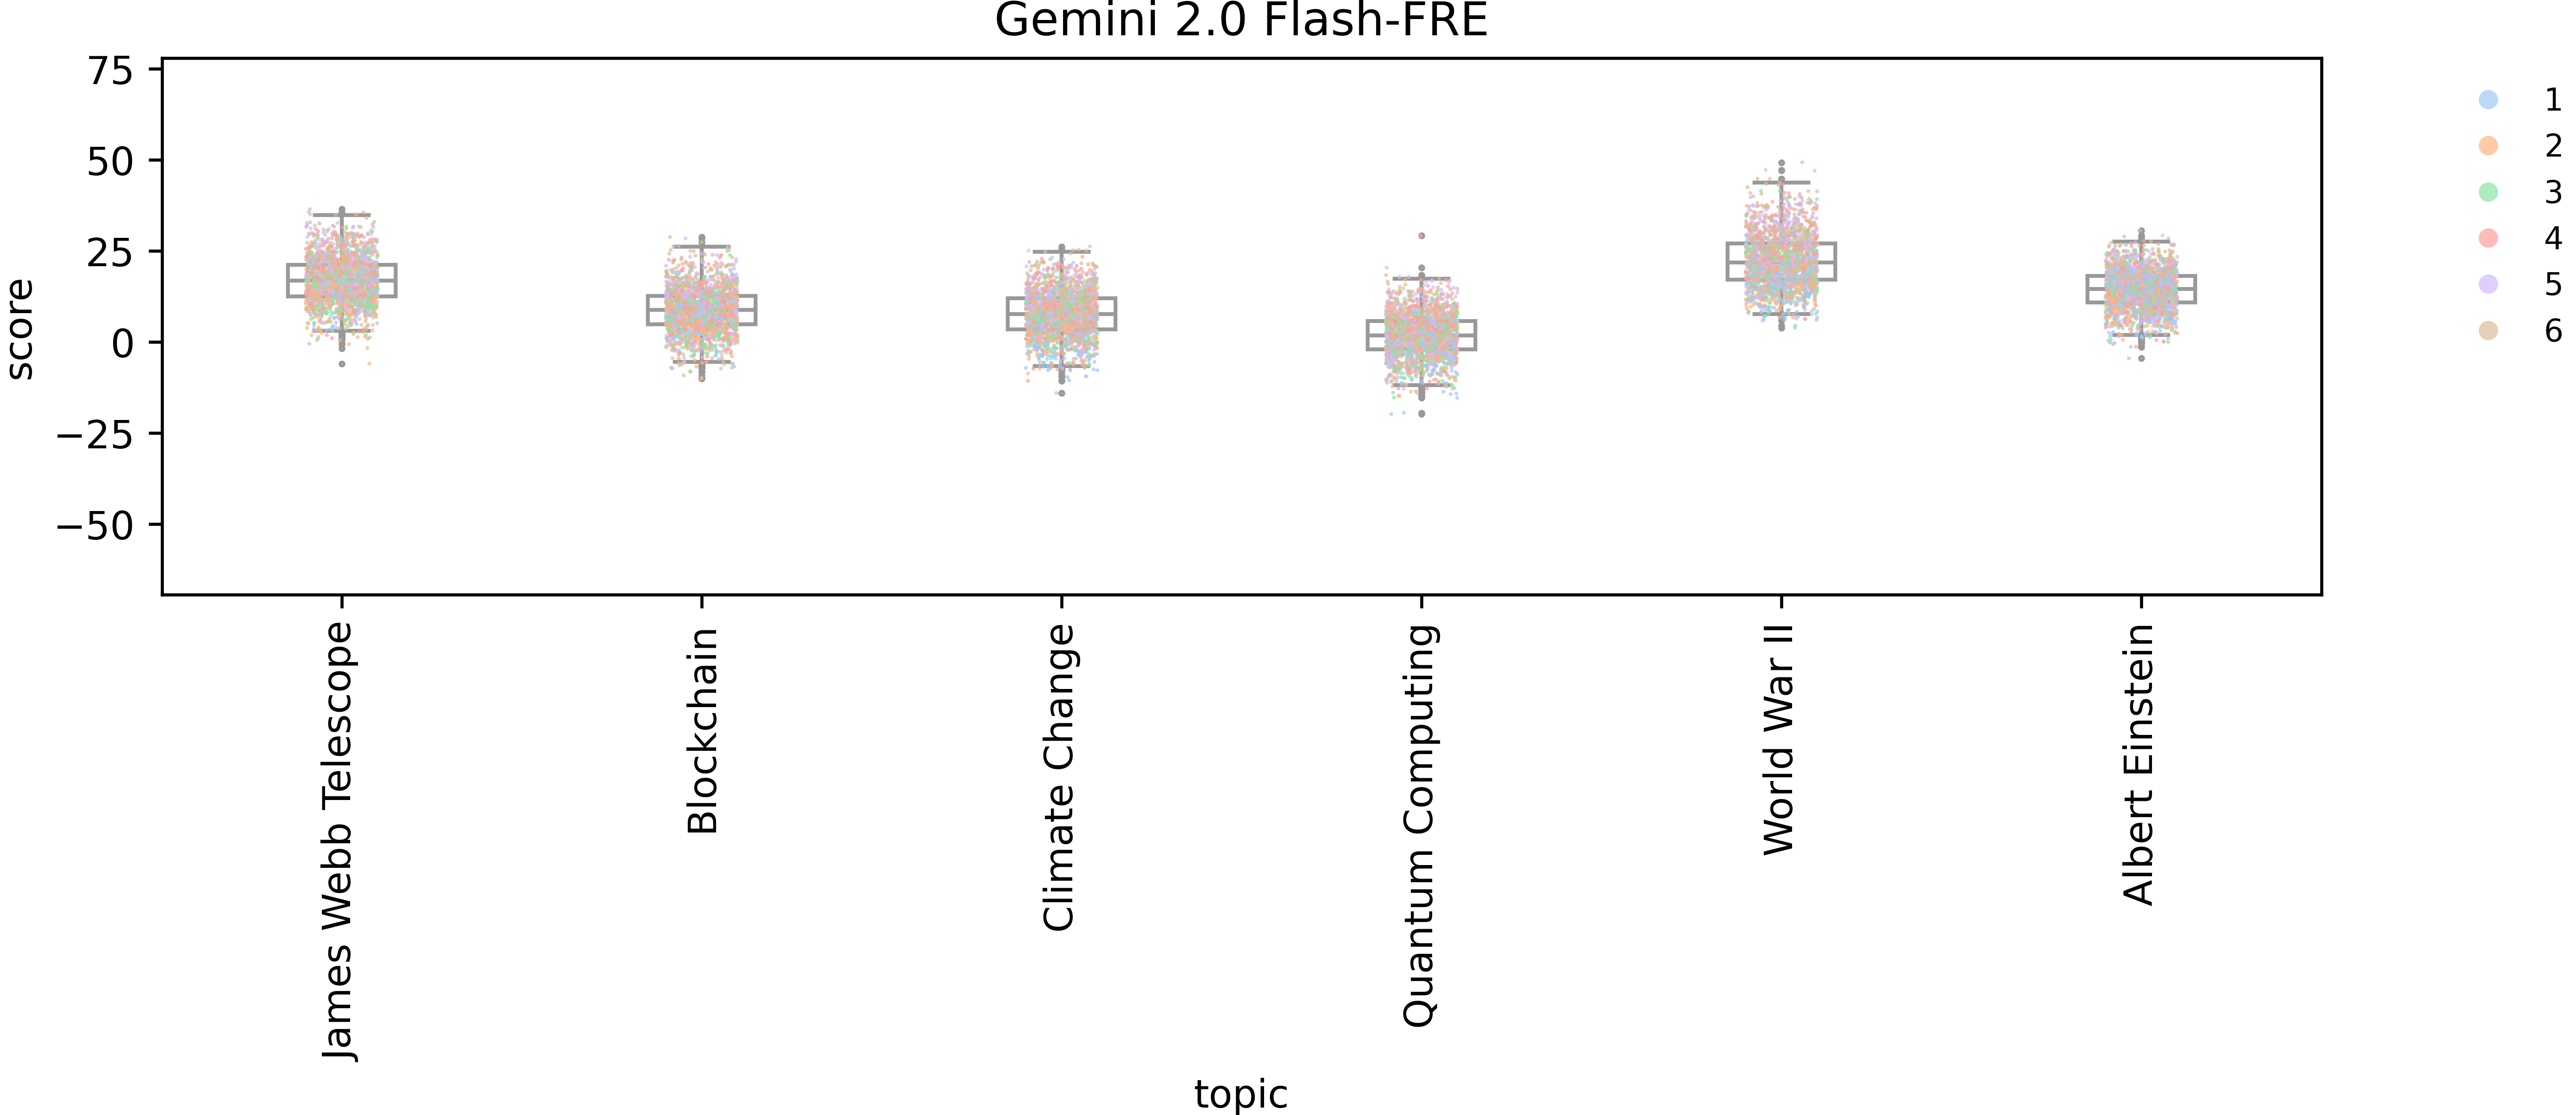 Gemini 2.0 Flash-FRE
75
50
25
0
−25
−50
score
James Webb Telescope
Blockchain
Climate Change
Quantum Computing
World War II
Albert Einstein
topic
1
2
3
4
5
6